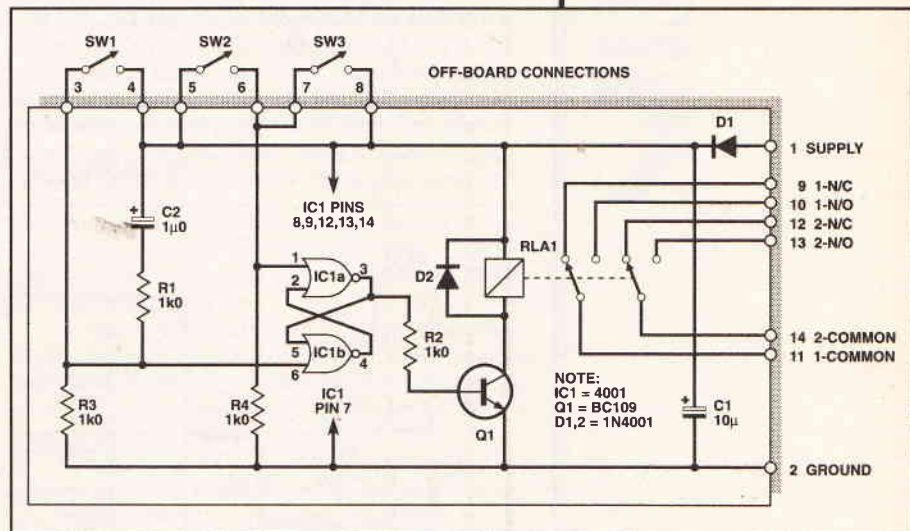 SW1
SW2
SW3
3
4
5
6
7
8
OFF-BOARD CONNECTIONS
D1
1 SUPPLY
9 1-N/C
10 1-N/O
12 2-N/C
13 2-N/O
+
C2
1µ0
IC1 PINS
8,9,12,13,14
RLA1
D2
R1
1k0
1
2
IC1a
3
5
6
IC1b
4
R2
1k0
14 2-COMMON
11 1-COMMON
R3
1k0
R4
1k0
IC1
PIN 7
Q1
NOTE:
IC1 = 4001
Q1 = BC109
D1,2 = 1N4001
+
C1
10µ
2 GROUND